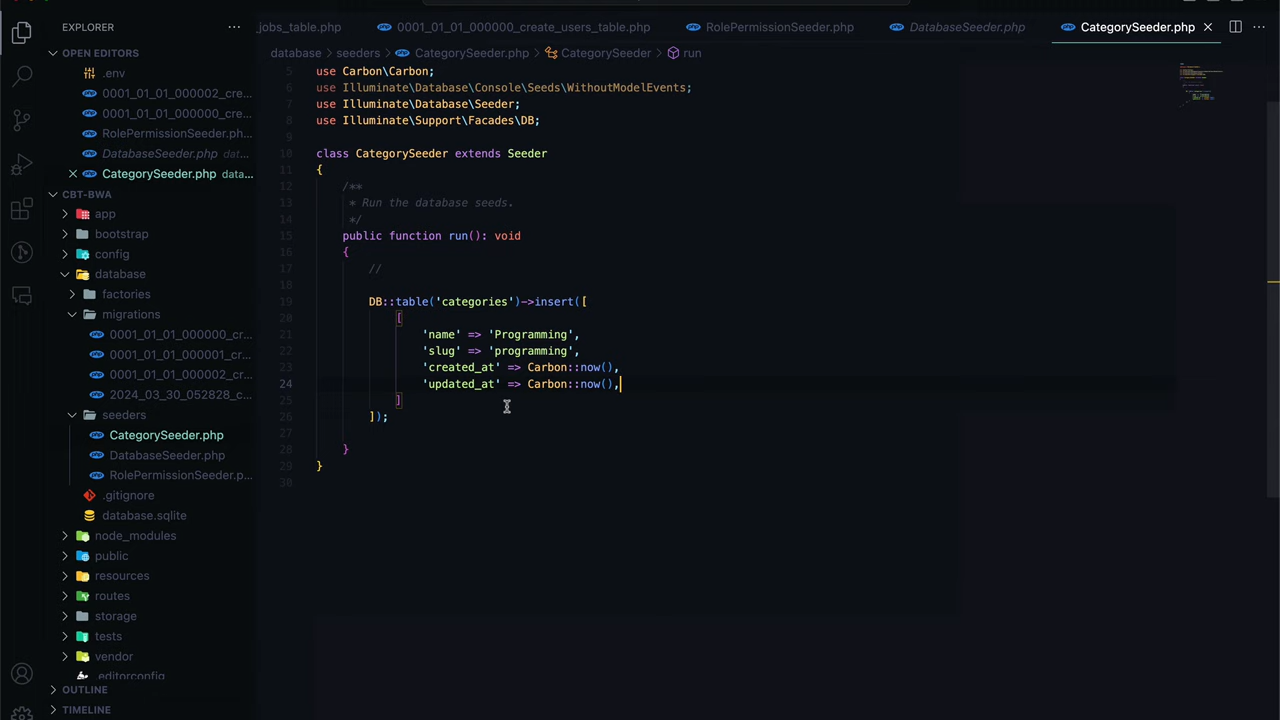 EXPLORER
···
_jobs_table.php
0001_01_01_000000_create_users_table.php
RolePermissionSeeder.php
DatabaseSeeder.php
CategorySeeder.php
···
OPEN EDITORS
.env
0001_01_01_000002_cre...
0001_01_01_000000_cre...
RolePermissionSeeder.ph...
DatabaseSeeder.php dat...
CategorySeeder.php data...
CBT-BWA
app
bootstrap
config
database
factories
migrations
0001_01_01_000000_cr...
0001_01_01_000001_cr...
0001_01_01_000002_cr...
2024_03_30_052828_c...
seeders
CategorySeeder.php
DatabaseSeeder.php
RolePermissionSeeder.p...
.gitignore
database.sqlite
node_modules
public
resources
routes
storage
tests
vendor
.editorconfig
OUTLINE
TIMELINE
database > seeders > CategorySeeder.php > CategorySeeder > run
5 use Carbon\Carbon;
6 use Illuminate\Database\Console\Seeds\WithoutModelEvents;
7 use Illuminate\Database\Seeder;
8 use Illuminate\Support\Facades\DB;
9
10 class CategorySeeder extends Seeder
11 {
12 /**
13 * Run the database seeds.
14 */
15 public function run(): void
16 {
17 //
18
19 DB::table('categories')->insert([
20 [
21 'name' => 'Programming',
22 'slug' => 'programming',
23 'created_at' => Carbon::now(),
24 'updated_at' => Carbon::now(),
25 ]
26 ]);
27
28 }
29 }
30